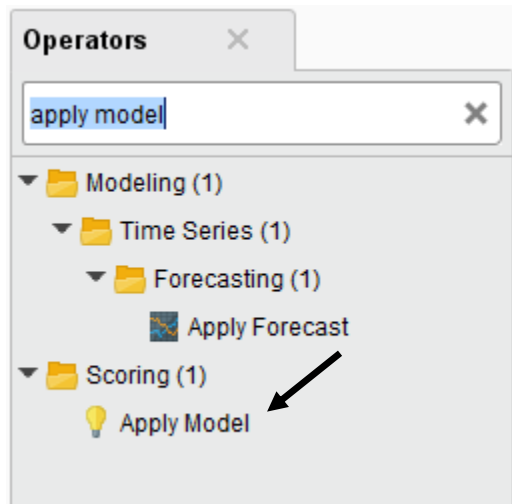 Operators
apply model
Modeling (1)
Time Series (1)
Forecasting (1)
Apply Forecast
Scoring (1)
Apply Model